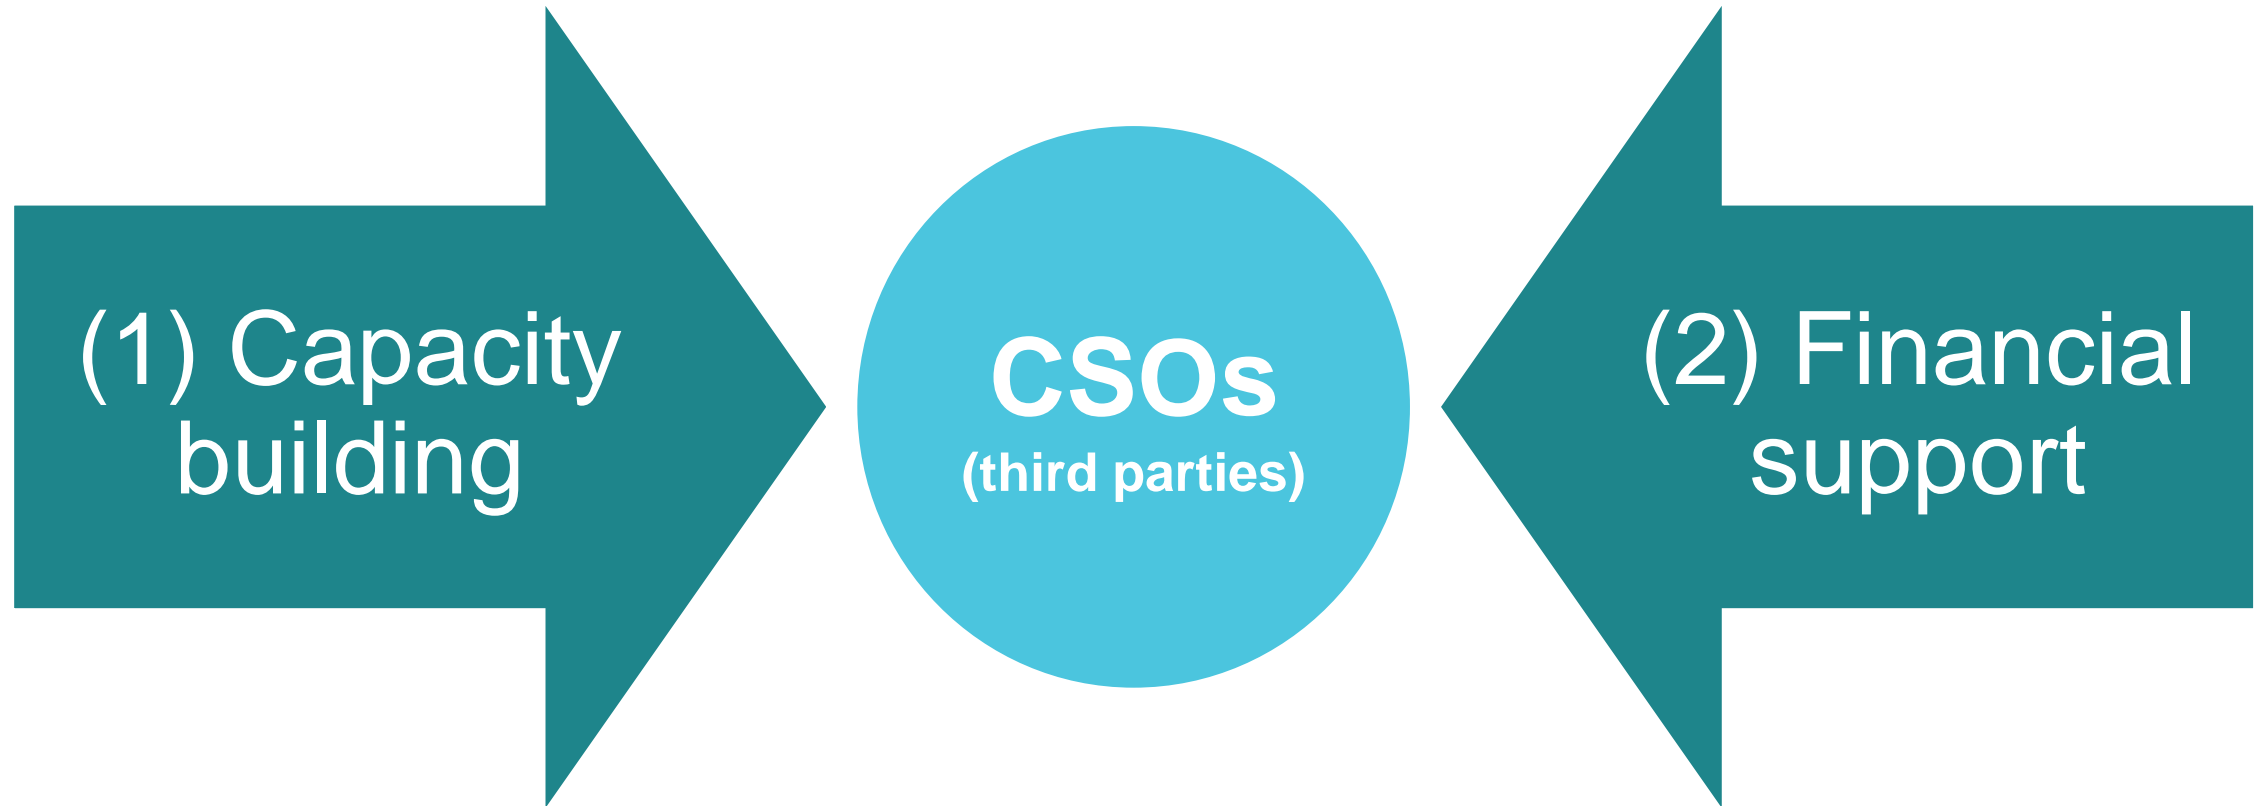 (1) Capacity
building
CSOs
(third parties)
(2) Financial
support